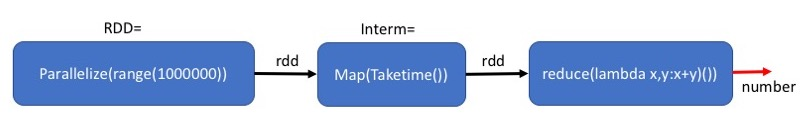 RDD=
Interm=
Parallelize(range(1000000))
rdd
Map(Taketime())
rdd
reduce(lambda x,y:x+y)())
number